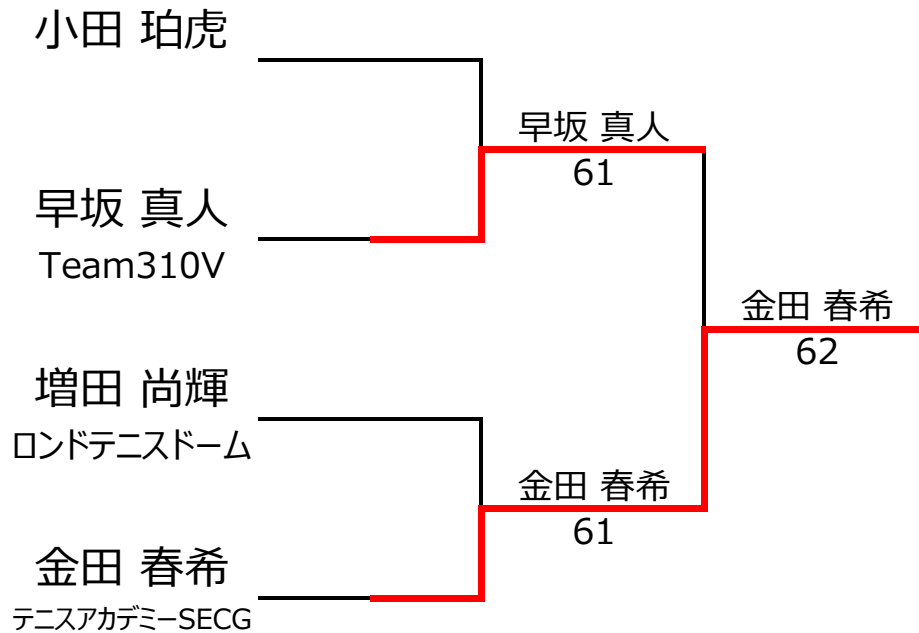 小田 珀虎
早坂 真人
61
早坂 真人
Team310V
金田 春希
62
増田 尚輝
ロンドテニスドーム
金田 春希
61
金田 春希
テニスアカデミーSECG